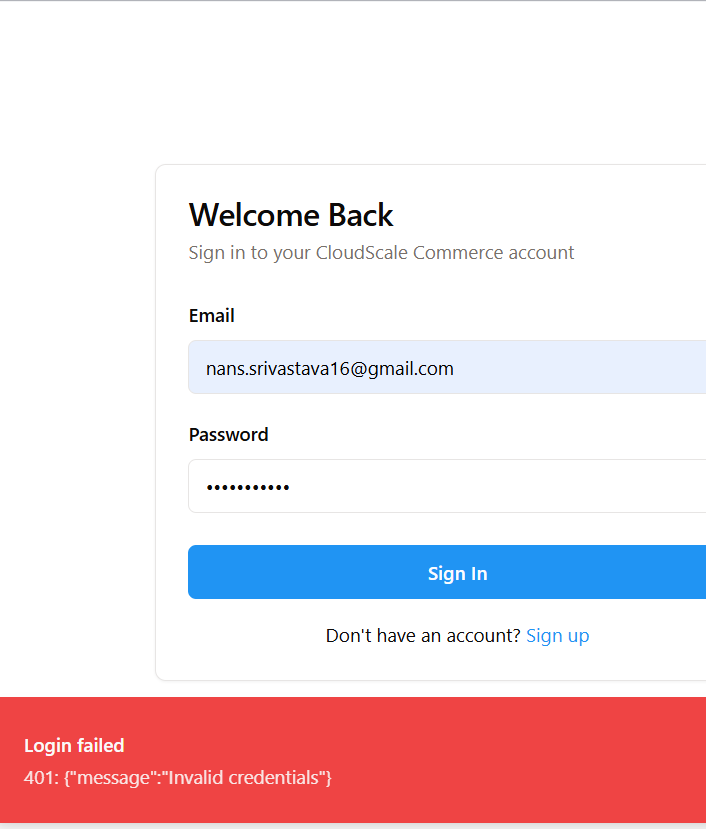 Welcome Back
Sign in to your CloudScale Commerce account
Email
nans.srivastava16@gmail.com
Password
•••••••••••
Sign In
Don't have an account? Sign up
Login failed
401: {"message":"Invalid credentials"}